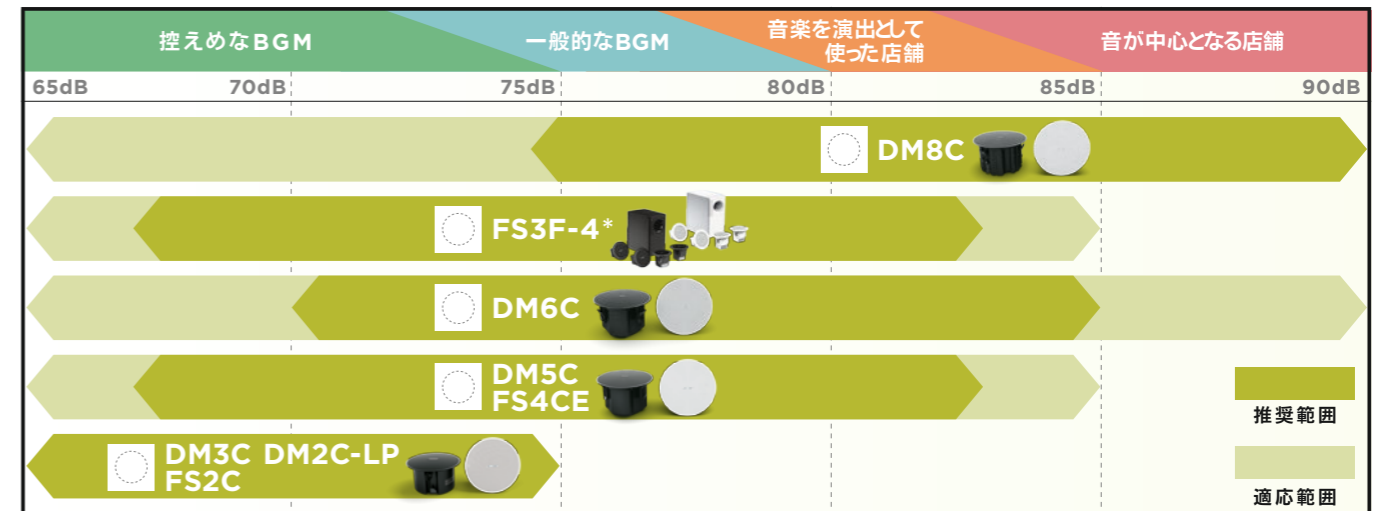 控えめなBGM
一般的なBGM
音楽を演出として
使った店舗
音が中心となる店舗
65dB 70dB 75dB 80dB 85dB 90dB
DM8C
FS3F-4*
DM6C
DM5C
FS4CE
DM3C DM2C-LP
FS2C
推奨範囲
適応範囲